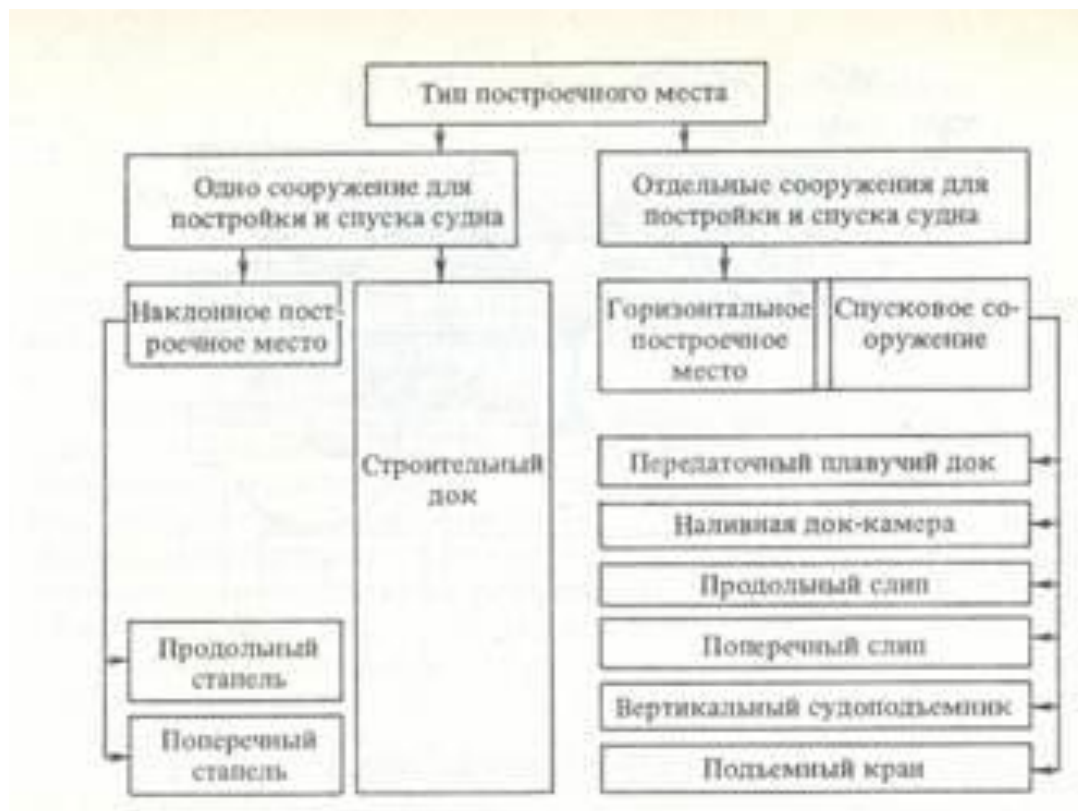 Тип построечного места
Одно сооружение для
постройки и спуска судна
Отдельные сооружения для
постройки и спуска судна
Наклонное пост-
роечное место
Строительный
док
Горизонтальное
построечное
место
Спусковое со-
оружение
Передаточный плавучий док
Наливная док-камера
Продольный слип
Поперечный слип
Вертикальный судоподъемник
Подъемный кран
Продольный
стапель
Поперечный
стапель